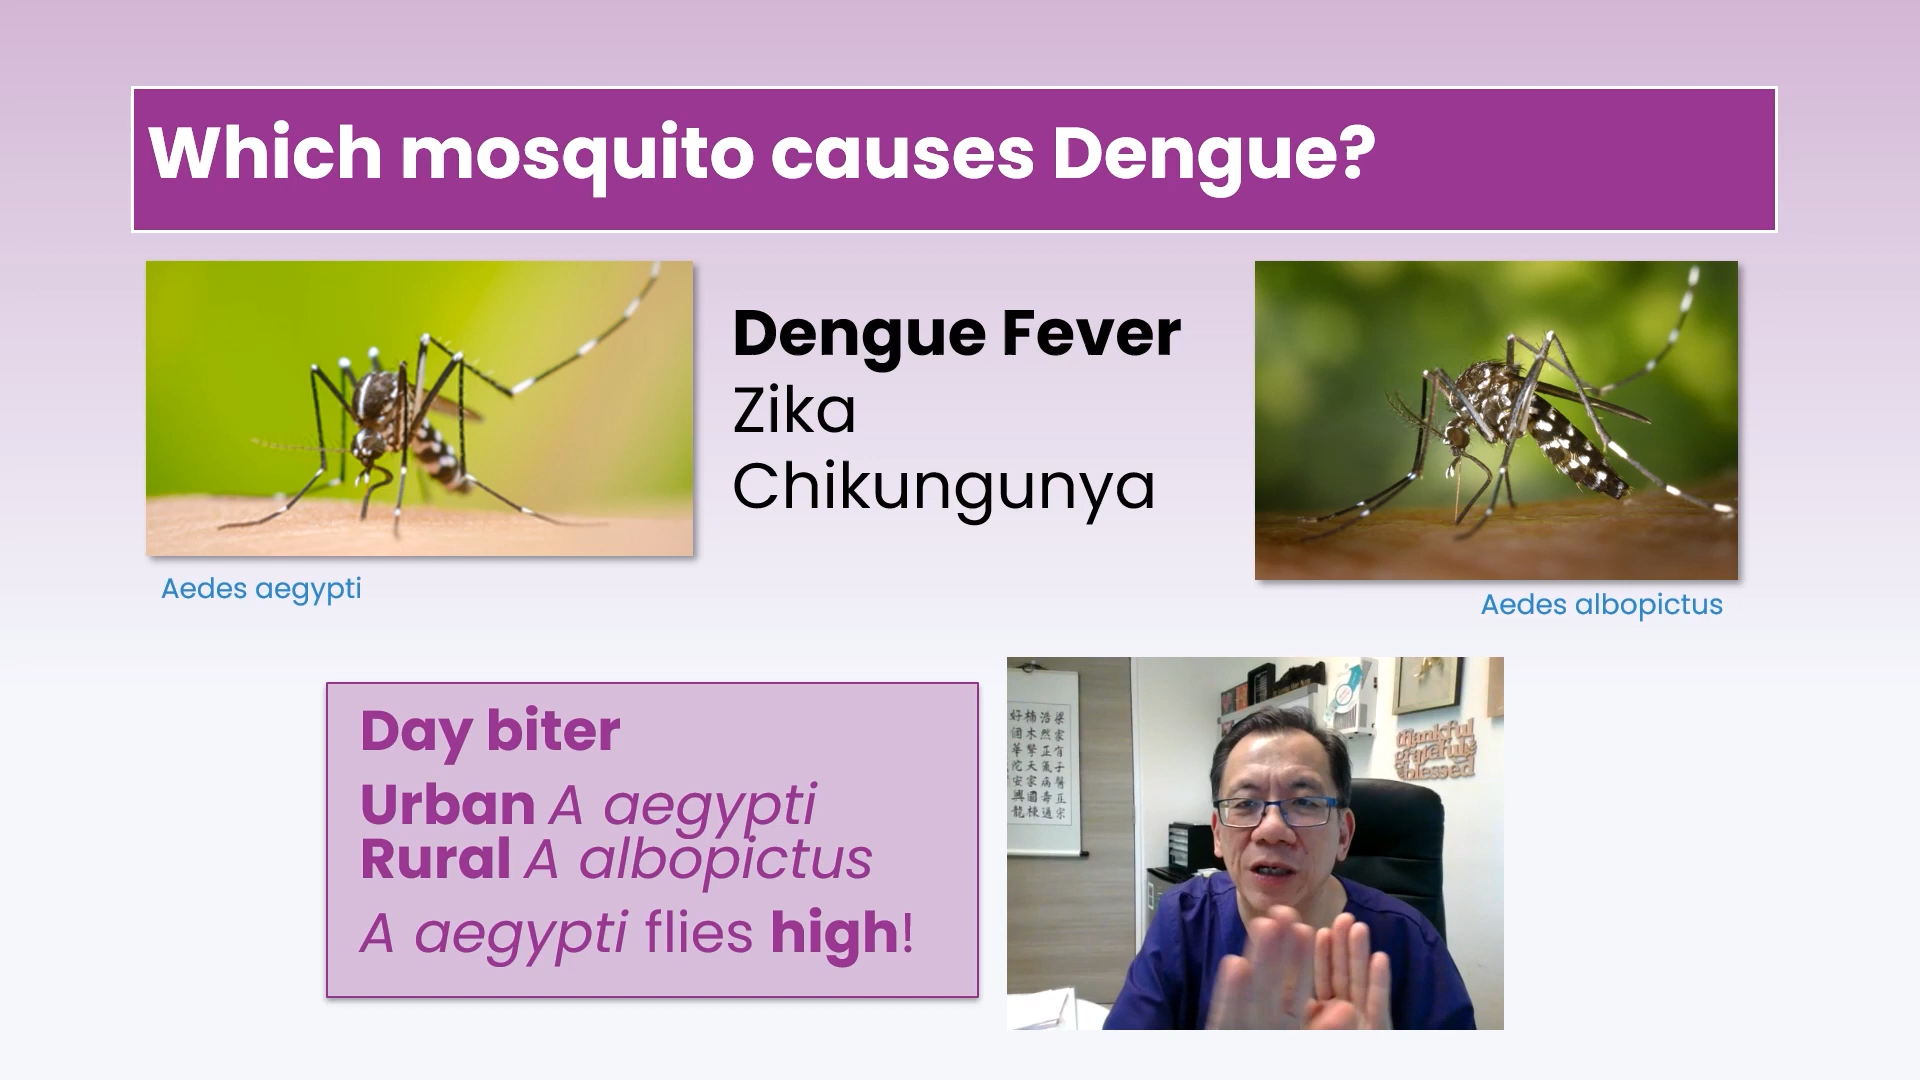 Which mosquito causes Dengue?
Dengue Fever
Zika
Chikungunya
Aedes aegypti
Aedes albopictus
Day biter
Urban A aegypti
Rural A albopictus
A aegypti flies high!
thankful
grateful &
blessed